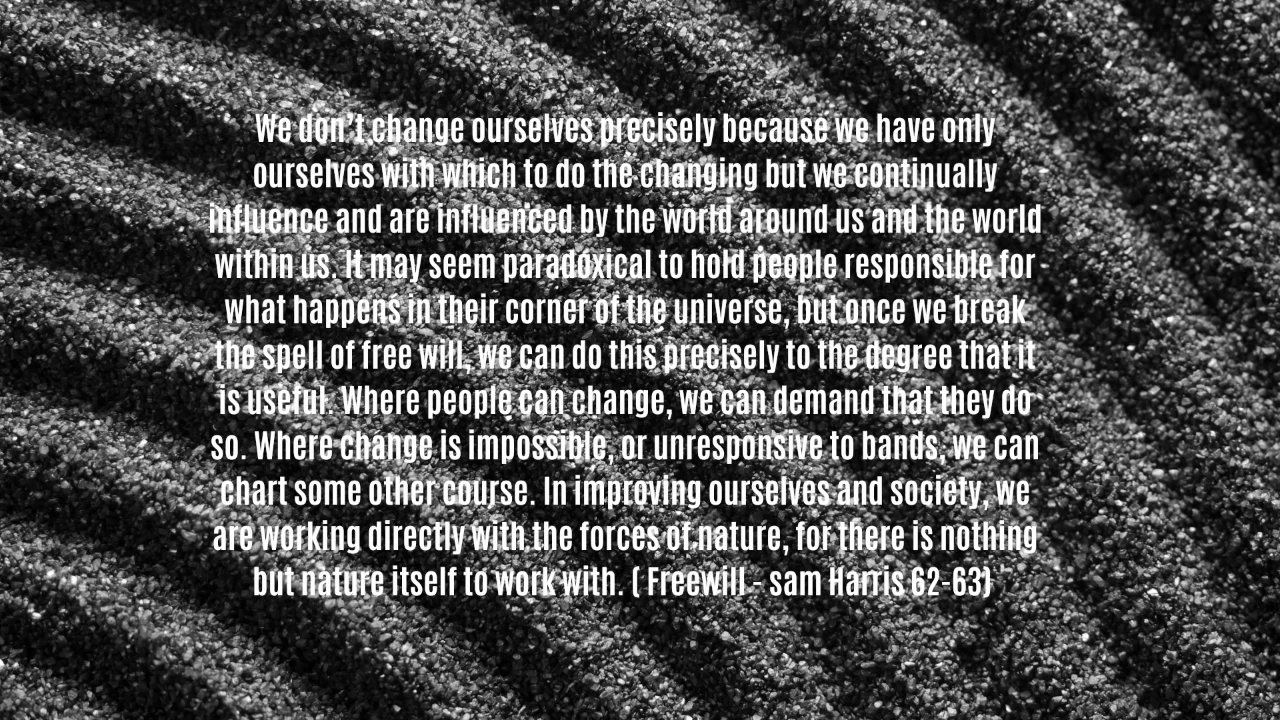 We don't change ourselves precisely because we have only
ourselves with which to do the changing but we continually
influence and are influenced by the world around us and the world
within us. It may seem paradoxical to hold people responsible for
what happens in their corner of the universe, but once we break
the spell of free will, we can do this precisely to the degree that it
is useful. Where people can change, we can demand that they do
so. Where change is impossible, or unresponsive to bands, we can
chart some other course. In improving ourselves and society, we
are working directly with the forces of nature, for there is nothing
but nature itself to work with. ( Freewill - sam Harris 62-63)